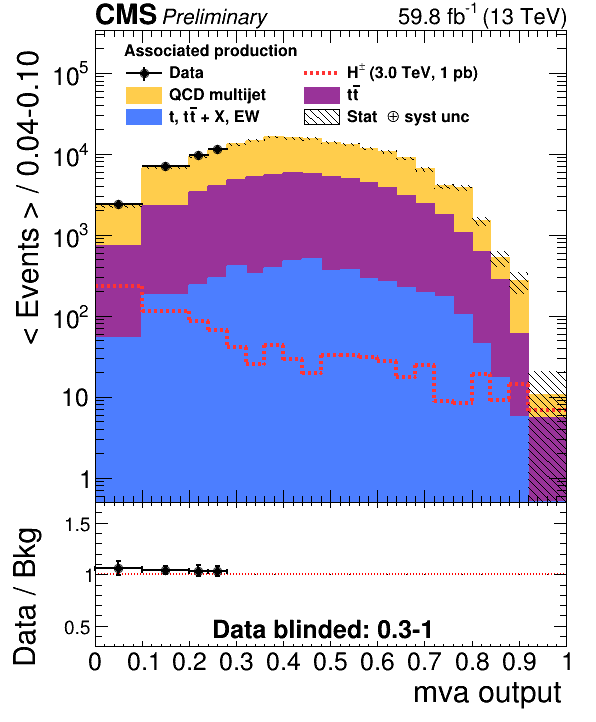 CMS Preliminary 59.8 fb⁻¹ (13 TeV)
Associated production
Data
H± (3.0 TeV, 1 pb)
QCD multijet
tt̄
t, tt̄ + X, EW
Stat ⊕ syst unc
< Events > / 0.04-0.10
10⁵
10⁴
10³
10²
10
1
Data / Bkg
1.5
1
0.5
Data blinded: 0.3-1
0 0.1 0.2 0.3 0.4 0.5 0.6 0.7 0.8 0.9 1
mva output